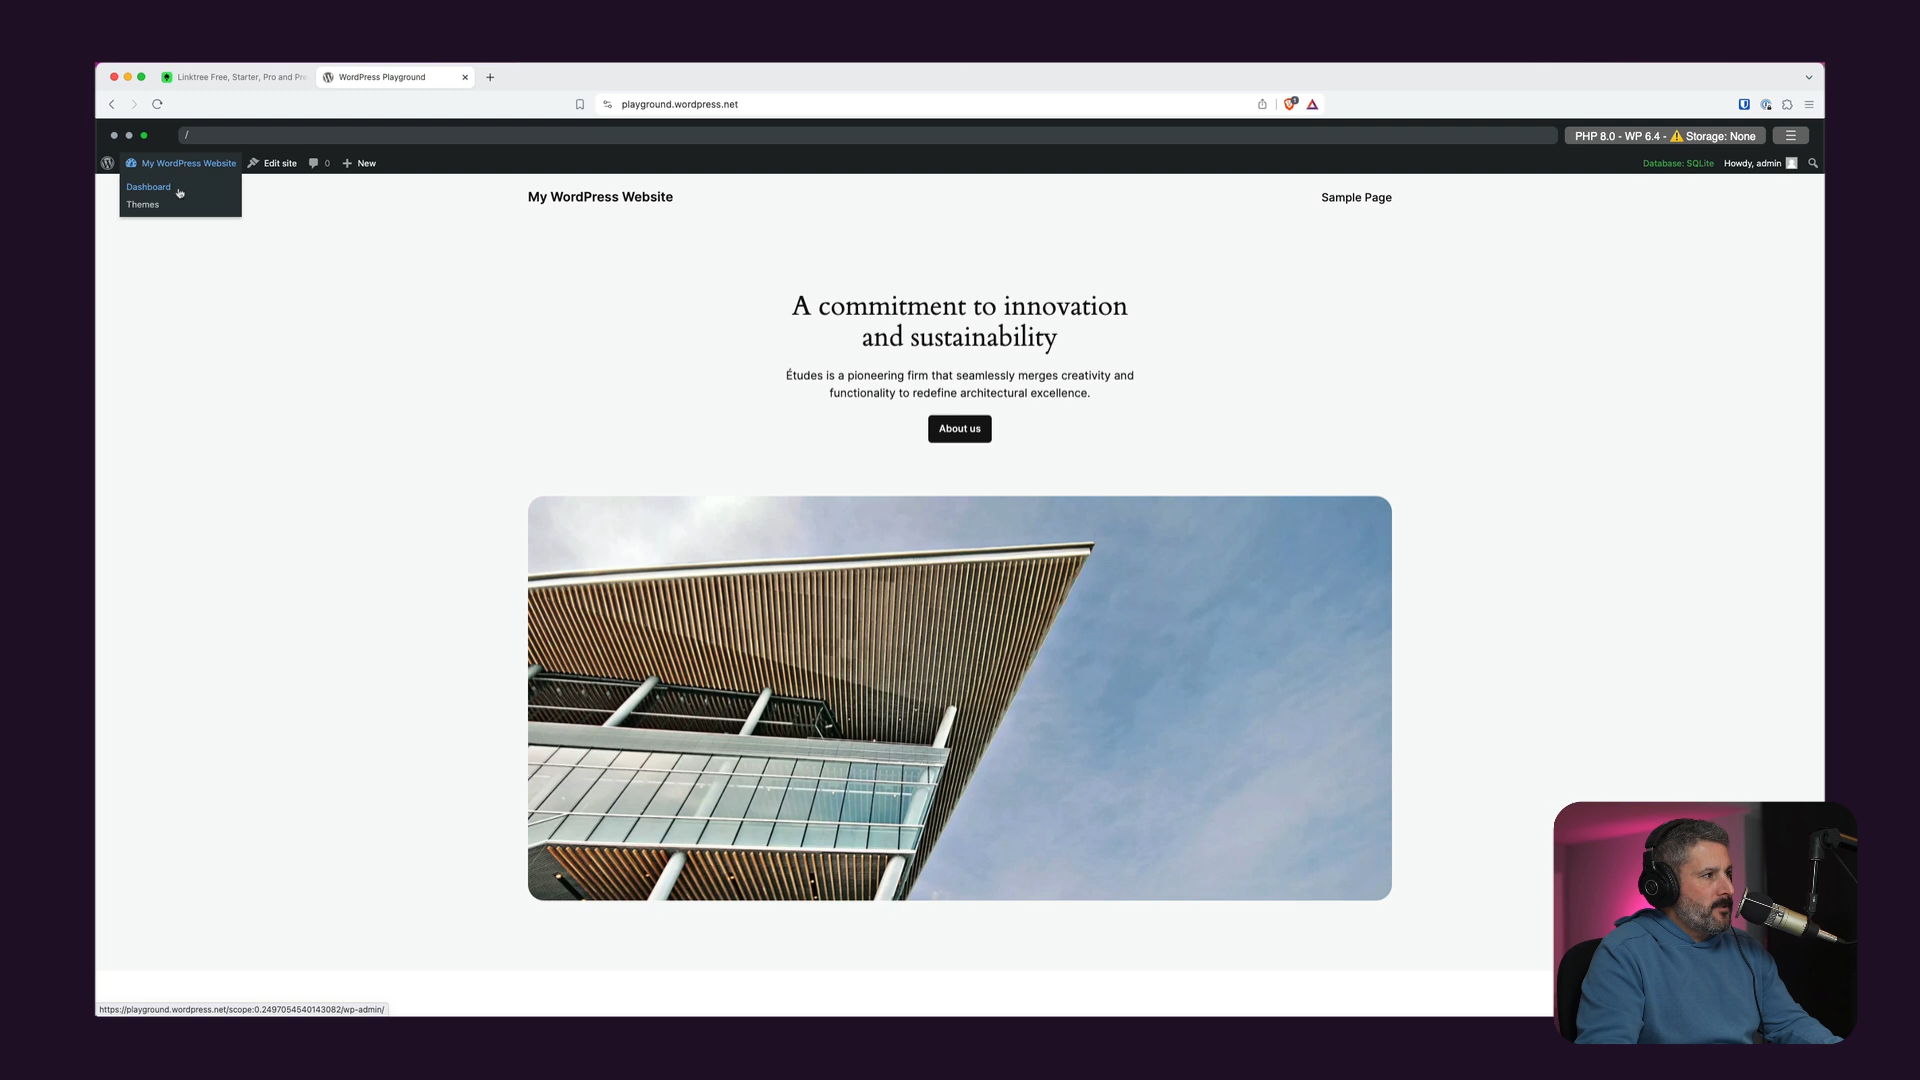 Linktree Free, Starter, Pro and Pre
WordPress Playground
playground.wordpress.net
1
/
PHP 8.0 - WP 6.4 - ⚠️ Storage: None
My WordPress Website
Edit site
0
New
Database: SQLite
Howdy, admin
Dashboard
Themes
My WordPress Website
Sample Page
A commitment to innovation
and sustainability
Études is a pioneering firm that seamlessly merges creativity and
functionality to redefine architectural excellence.
About us
https://playground.wordpress.net/scope:0.2497054540143082/wp-admin/